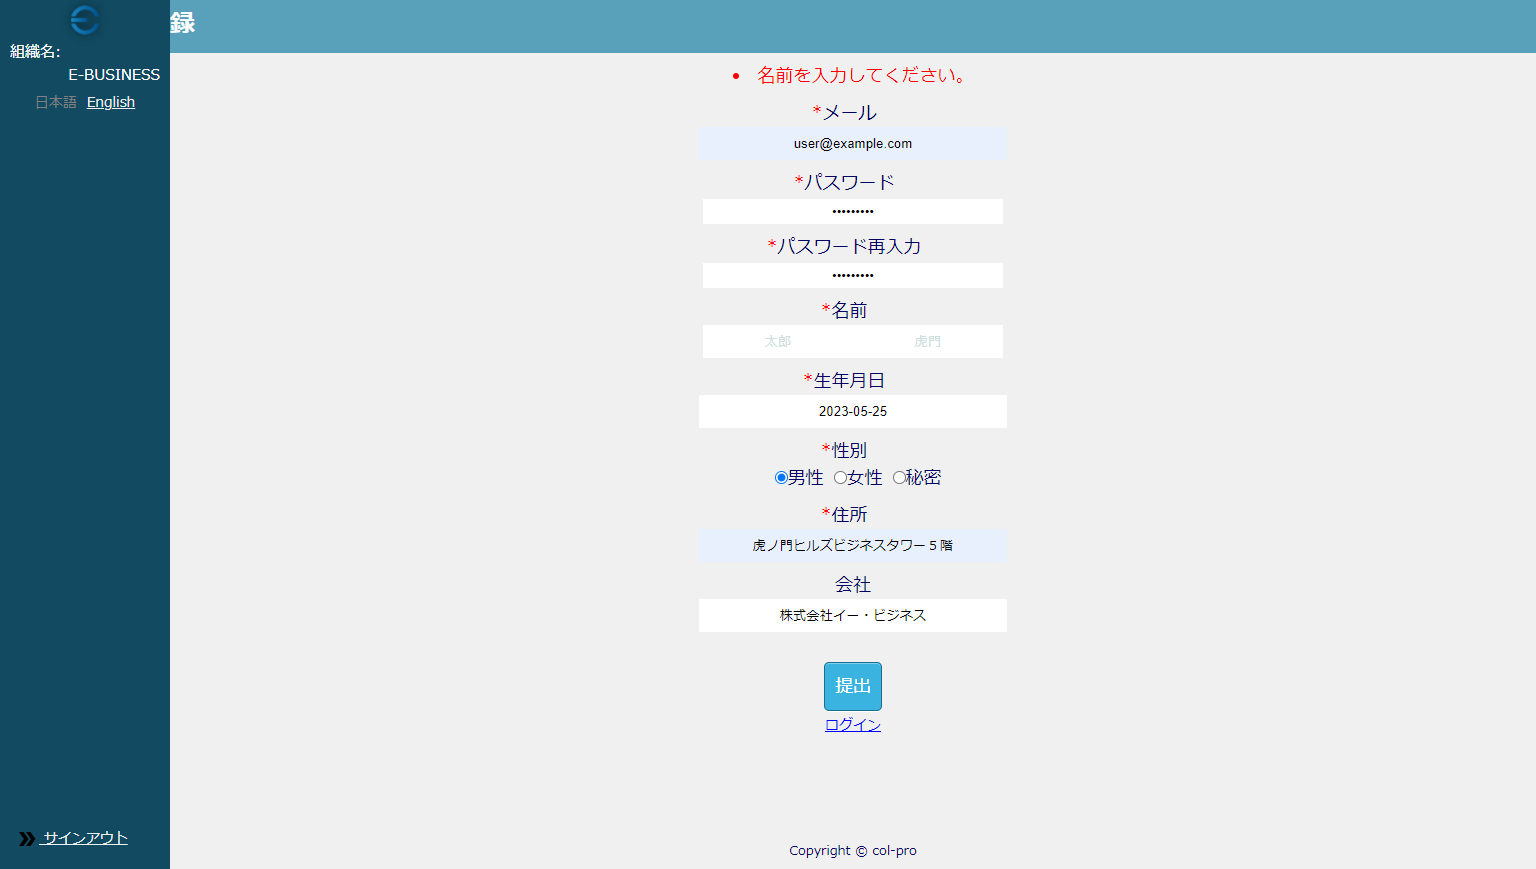 録
組織名:
E-BUSINESS
日本語 English
• 名前を入力してください。
*メール
user@example.com
*パスワード
•••••••••
*パスワード再入力
•••••••••
*名前
太郎 虎門
*生年月日
2023-05-25
*性別
男性 女性 秘密
*住所
虎ノ門ヒルズビジネスタワー５階
会社
株式会社イー・ビジネス
提出
ログイン
サインアウト
Copyright © col-pro